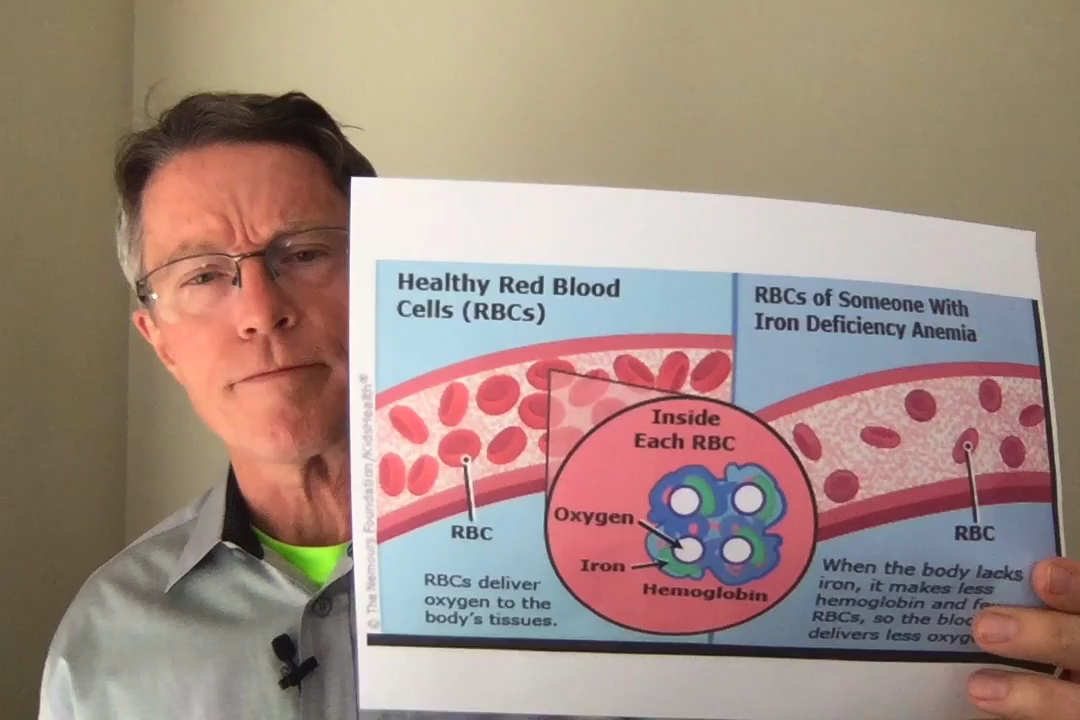 Healthy Red Blood
Cells (RBCs)
RBC
RBCs deliver
oxygen to the
body's tissues.
Inside
Each RBC
Oxygen
Iron
Hemoglobin
RBCs of Someone With
Iron Deficiency Anemia
RBC
When the body lacks
iron, it makes less
hemoglobin and
RBCs, so the
delivers less
© The Nemours Foundation/KidsHealth®